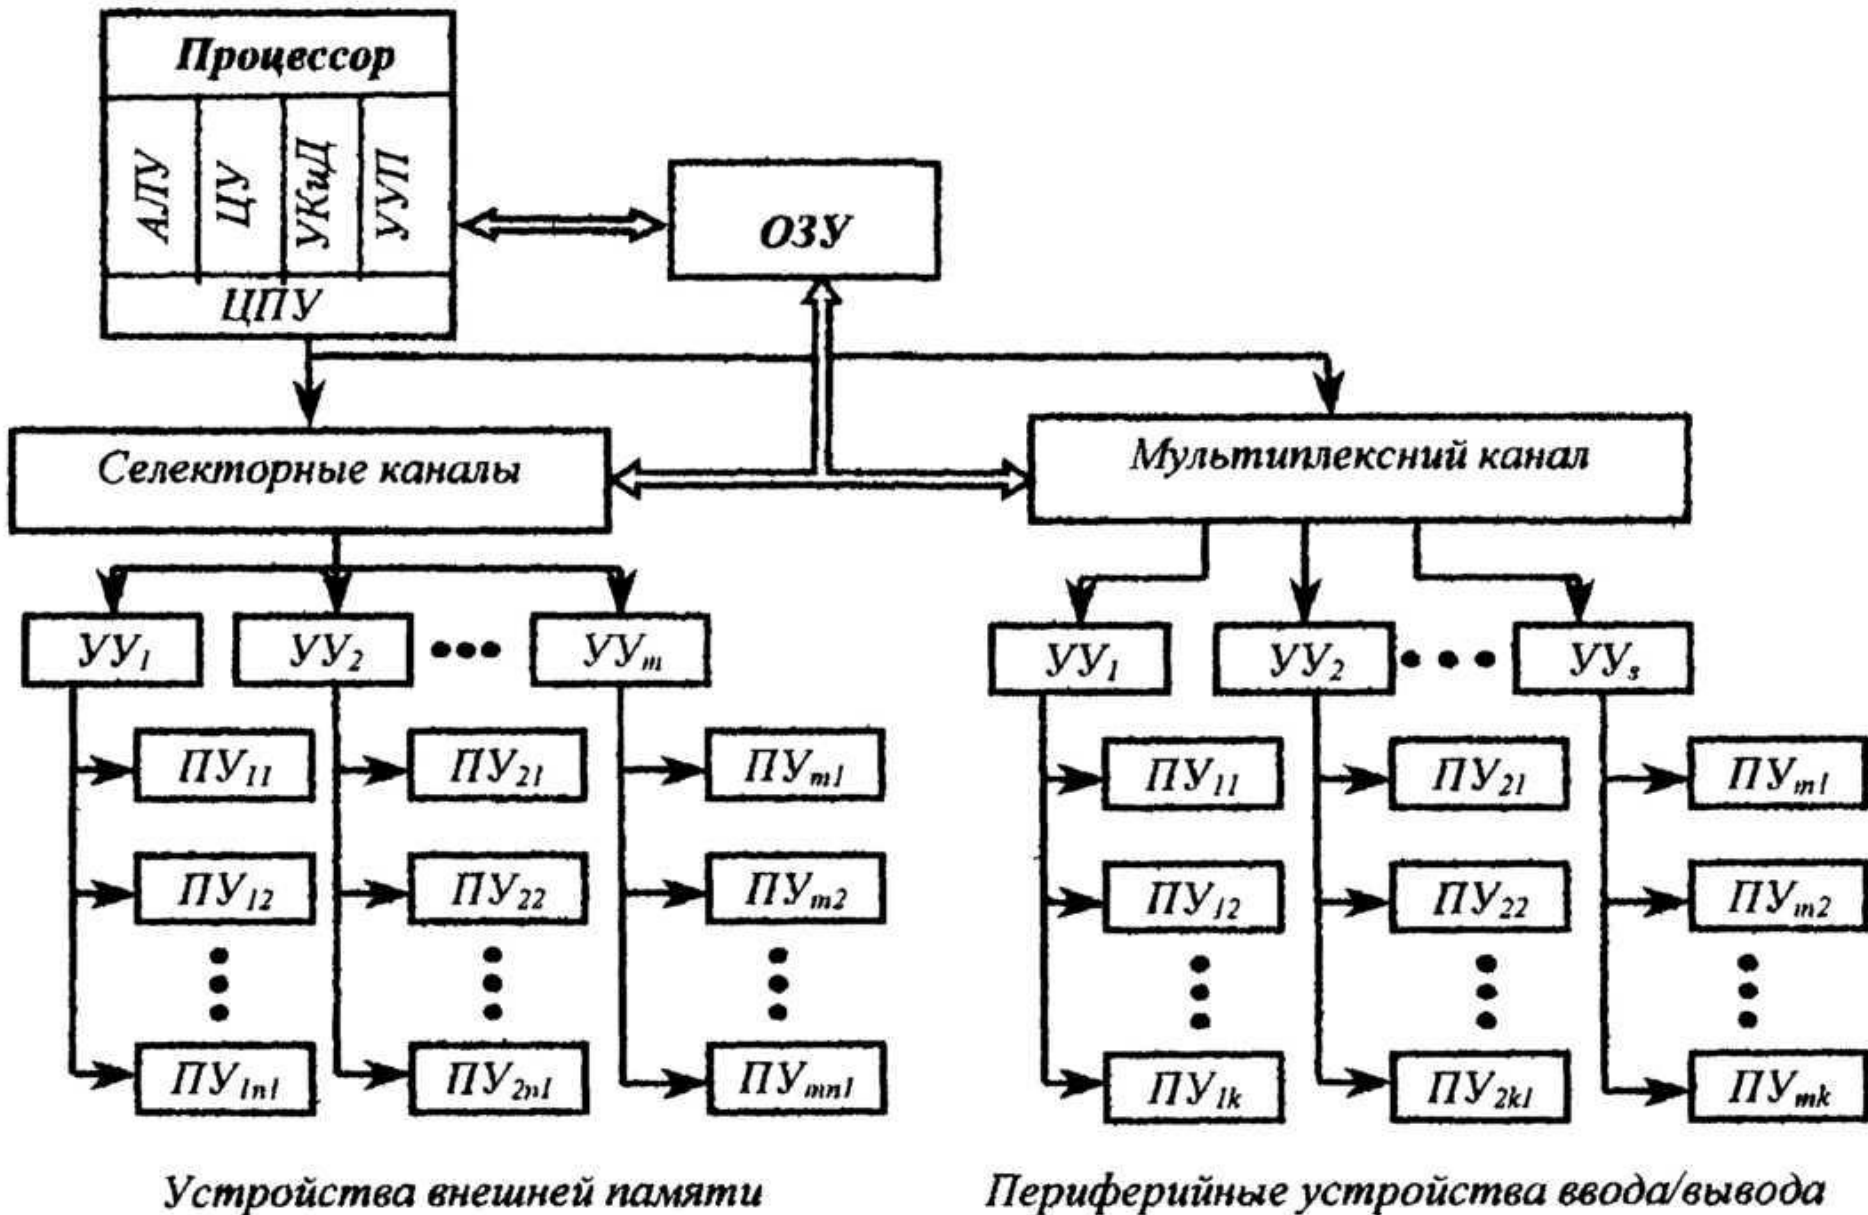 Процессор
АЛУ
ЦУ
УКиД
УУП
ЦПУ
ОЗУ
Селекторные каналы
Мультиплексний канал
УУ1
УУ2
•••
УУm
УУ1
УУ2
•••
УУs
ПУ11
ПУ21
ПУm1
ПУ11
ПУ21
ПУm1
ПУ12
ПУ22
ПУm2
ПУ12
ПУ22
ПУm2
ПУ1n1
ПУ2n1
ПУmn1
ПУ1k
ПУ2k1
ПУmk
Устройства внешней памяти
Периферийные устройства ввода/вывода